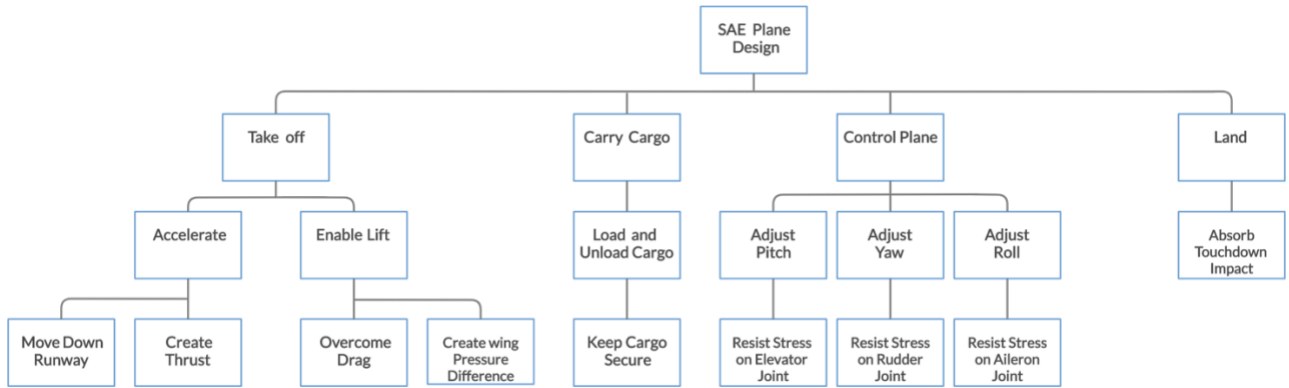 SAE Plane
Design
Take off
Carry Cargo
Control Plane
Land
Accelerate
Enable Lift
Load and
Unload Cargo
Adjust
Pitch
Adjust
Yaw
Adjust
Roll
Absorb
Touchdown
Impact
Move Down
Runway
Create
Thrust
Overcome
Drag
Create wing
Pressure
Difference
Keep Cargo
Secure
Resist Stress
on Elevator
Joint
Resist Stress
on Rudder
Joint
Resist Stress
on Aileron
Joint